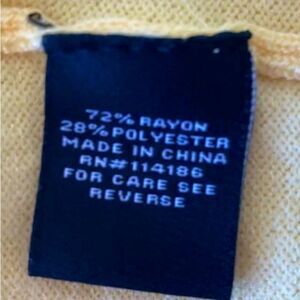 72% RAYON
28% POLYESTER
MADE IN CHINA
RN#114186
FOR CARE SEE
REVERSE